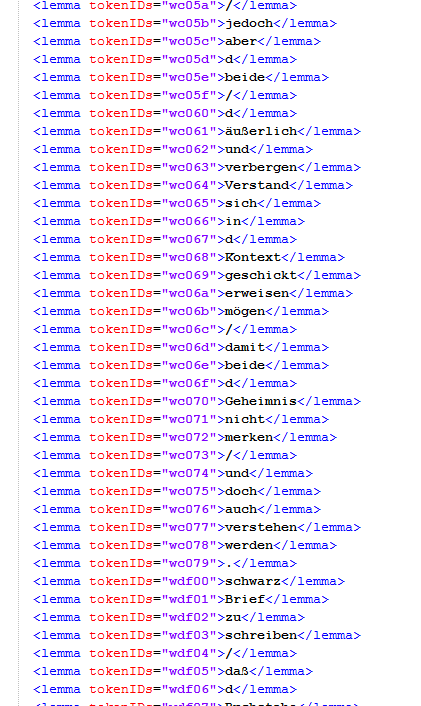 <lemma tokenIDs="wc05a">/</lemma>
<lemma tokenIDs="wc05b">jedoch</lemma>
<lemma tokenIDs="wc05c">aber</lemma>
<lemma tokenIDs="wc05d">d</lemma>
<lemma tokenIDs="wc05e">beide</lemma>
<lemma tokenIDs="wc05f">/</lemma>
<lemma tokenIDs="wc060">d</lemma>
<lemma tokenIDs="wc061">äußerlich</lemma>
<lemma tokenIDs="wc062">und</lemma>
<lemma tokenIDs="wc063">verbergen</lemma>
<lemma tokenIDs="wc064">Verstand</lemma>
<lemma tokenIDs="wc065">sich</lemma>
<lemma tokenIDs="wc066">in</lemma>
<lemma tokenIDs="wc067">d</lemma>
<lemma tokenIDs="wc068">Kontext</lemma>
<lemma tokenIDs="wc069">geschickt</lemma>
<lemma tokenIDs="wc06a">erweisen</lemma>
<lemma tokenIDs="wc06b">mögen</lemma>
<lemma tokenIDs="wc06c">/</lemma>
<lemma tokenIDs="wc06d">damit</lemma>
<lemma tokenIDs="wc06e">beide</lemma>
<lemma tokenIDs="wc06f">d</lemma>
<lemma tokenIDs="wc070">Geheimnis</lemma>
<lemma tokenIDs="wc071">nicht</lemma>
<lemma tokenIDs="wc072">merken</lemma>
<lemma tokenIDs="wc073">/</lemma>
<lemma tokenIDs="wc074">und</lemma>
<lemma tokenIDs="wc075">doch</lemma>
<lemma tokenIDs="wc076">auch</lemma>
<lemma tokenIDs="wc077">verstehen</lemma>
<lemma tokenIDs="wc078">werden</lemma>
<lemma tokenIDs="wc079">.</lemma>
<lemma tokenIDs="wdf00">schwarz</lemma>
<lemma tokenIDs="wdf01">Brief</lemma>
<lemma tokenIDs="wdf02">zu</lemma>
<lemma tokenIDs="wdf03">schreiben</lemma>
<lemma tokenIDs="wdf04">/</lemma>
<lemma tokenIDs="wdf05">daß</lemma>
<lemma tokenIDs="wdf06">d</lemma>